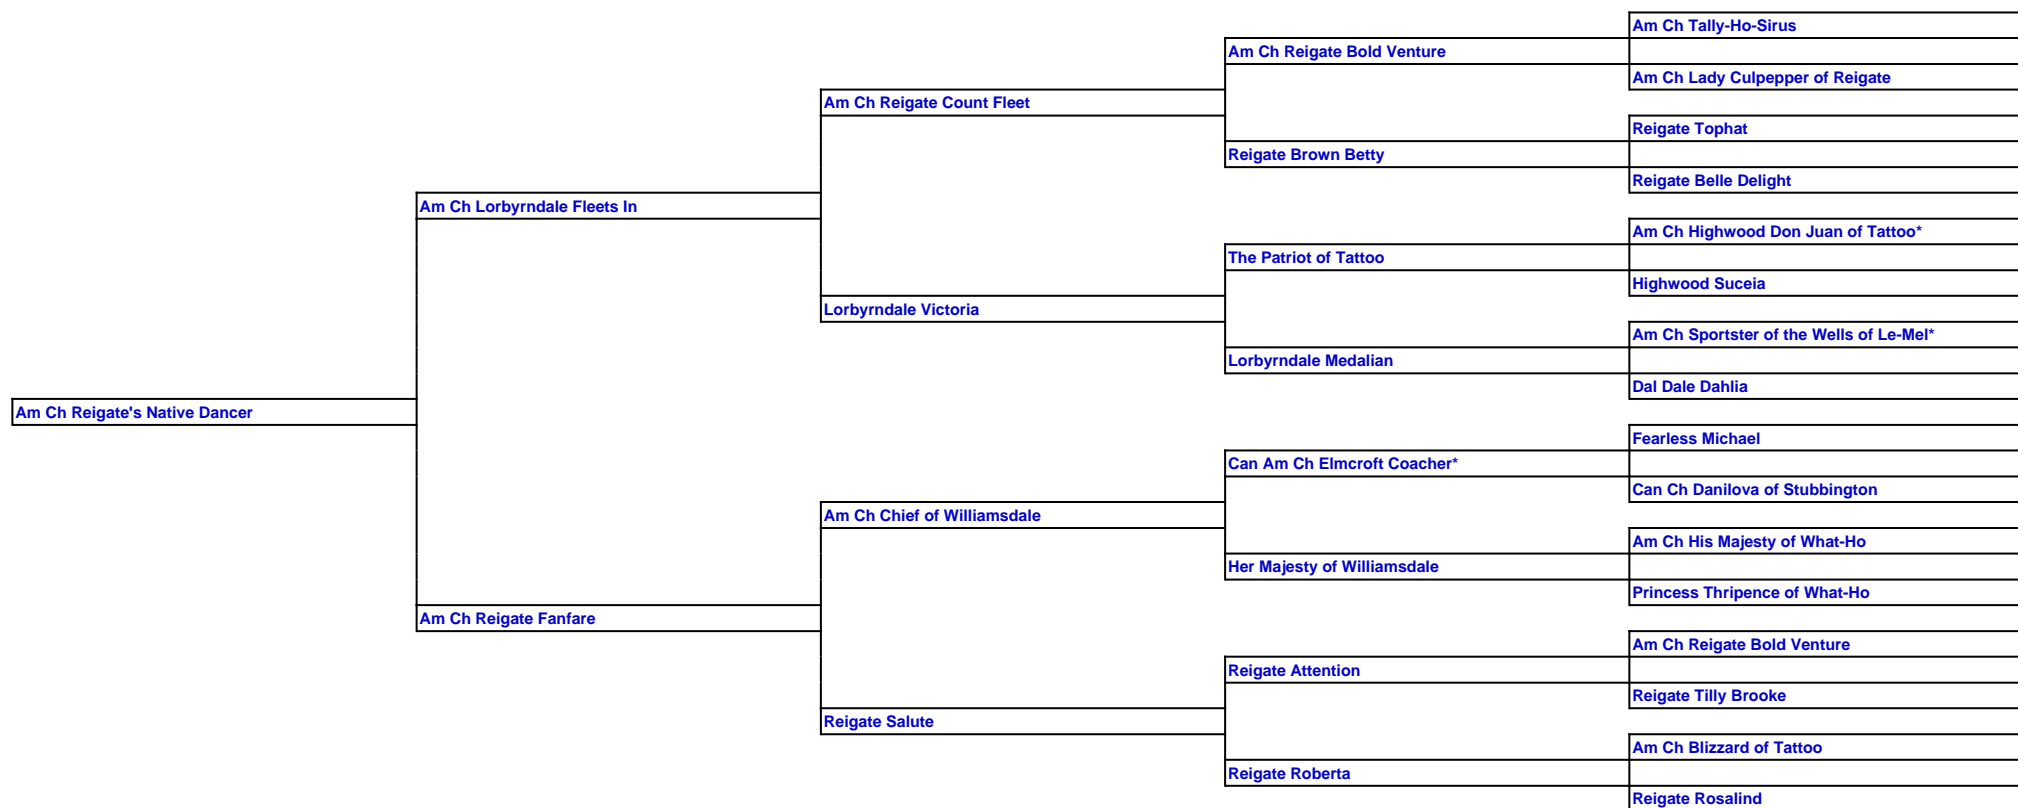 Am Ch Tally-Ho-Sirus
Am Ch Reigate Bold Venture
Am Ch Lady Culpepper of Reigate
Am Ch Reigate Count Fleet
Reigate Tophat
Reigate Brown Betty
Reigate Belle Delight
Am Ch Lorbyrndale Fleets In
Am Ch Highwood Don Juan of Tattoo*
The Patriot of Tattoo
Highwood Suceia
Lorbyrndale Victoria
Am Ch Sportster of the Wells of Le-Mel*
Lorbyrndale Medalian
Dal Dale Dahlia
Am Ch Reigate's Native Dancer
Fearless Michael
Can Am Ch Elmcroft Coacher*
Can Ch Danilova of Stubbington
Am Ch Chief of Williamsdale
Am Ch His Majesty of What-Ho
Her Majesty of Williamsdale
Princess Thripence of What-Ho
Am Ch Reigate Fanfare
Am Ch Reigate Bold Venture
Reigate Attention
Reigate Tilly Brooke
Reigate Salute
Am Ch Blizzard of Tattoo
Reigate Roberta
Reigate Rosalind